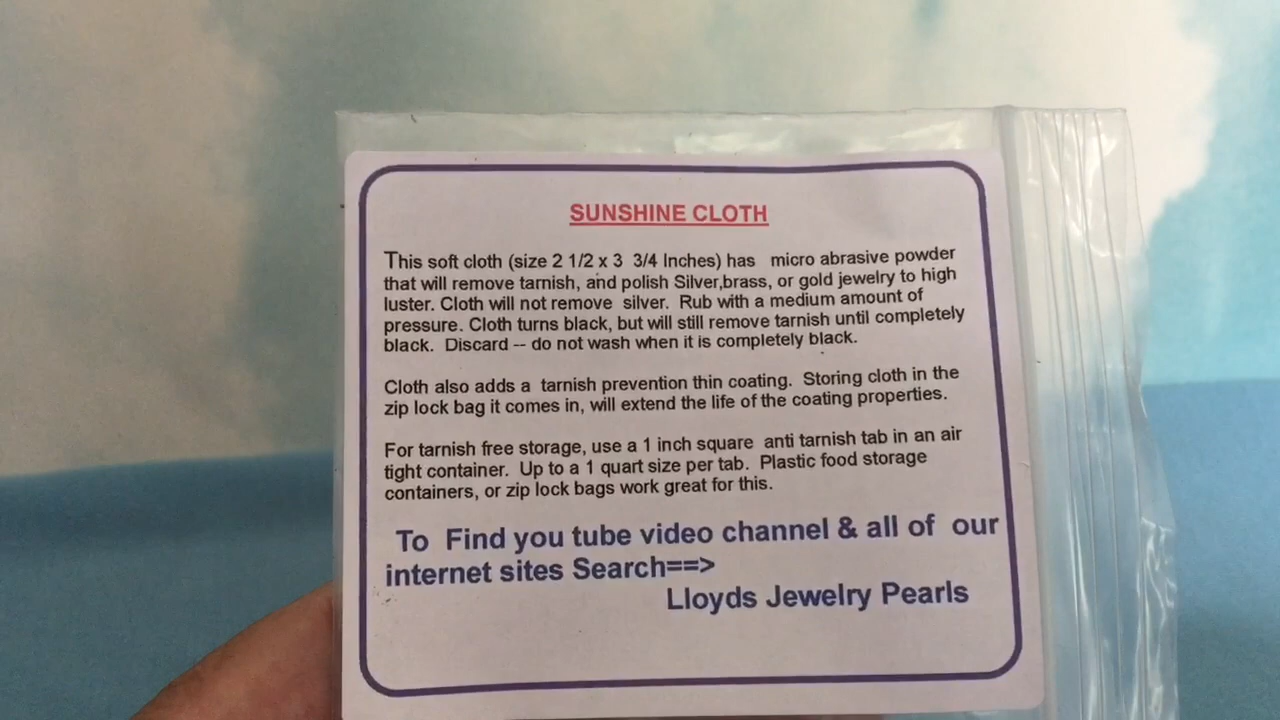 SUNSHINE CLOTH
This soft cloth (size 2 1/2 x 3 3/4 Inches) has micro abrasive powder
that will remove tarnish, and polish Silver,brass, or gold jewelry to high
luster. Cloth will not remove silver. Rub with a medium amount of
pressure. Cloth turns black, but will still remove tarnish until completely
black. Discard -- do not wash when it is completely black.
Cloth also adds a tarnish prevention thin coating. Storing cloth in the
zip lock bag it comes in, will extend the life of the coating properties.
For tarnish free storage, use a 1 inch square anti tarnish tab in an air
tight container. Up to a 1 quart size per tab. Plastic food storage
containers, or zip lock bags work great for this.
To Find you tube video channel & all of our
internet sites Search==>
Lloyds Jewelry Pearls